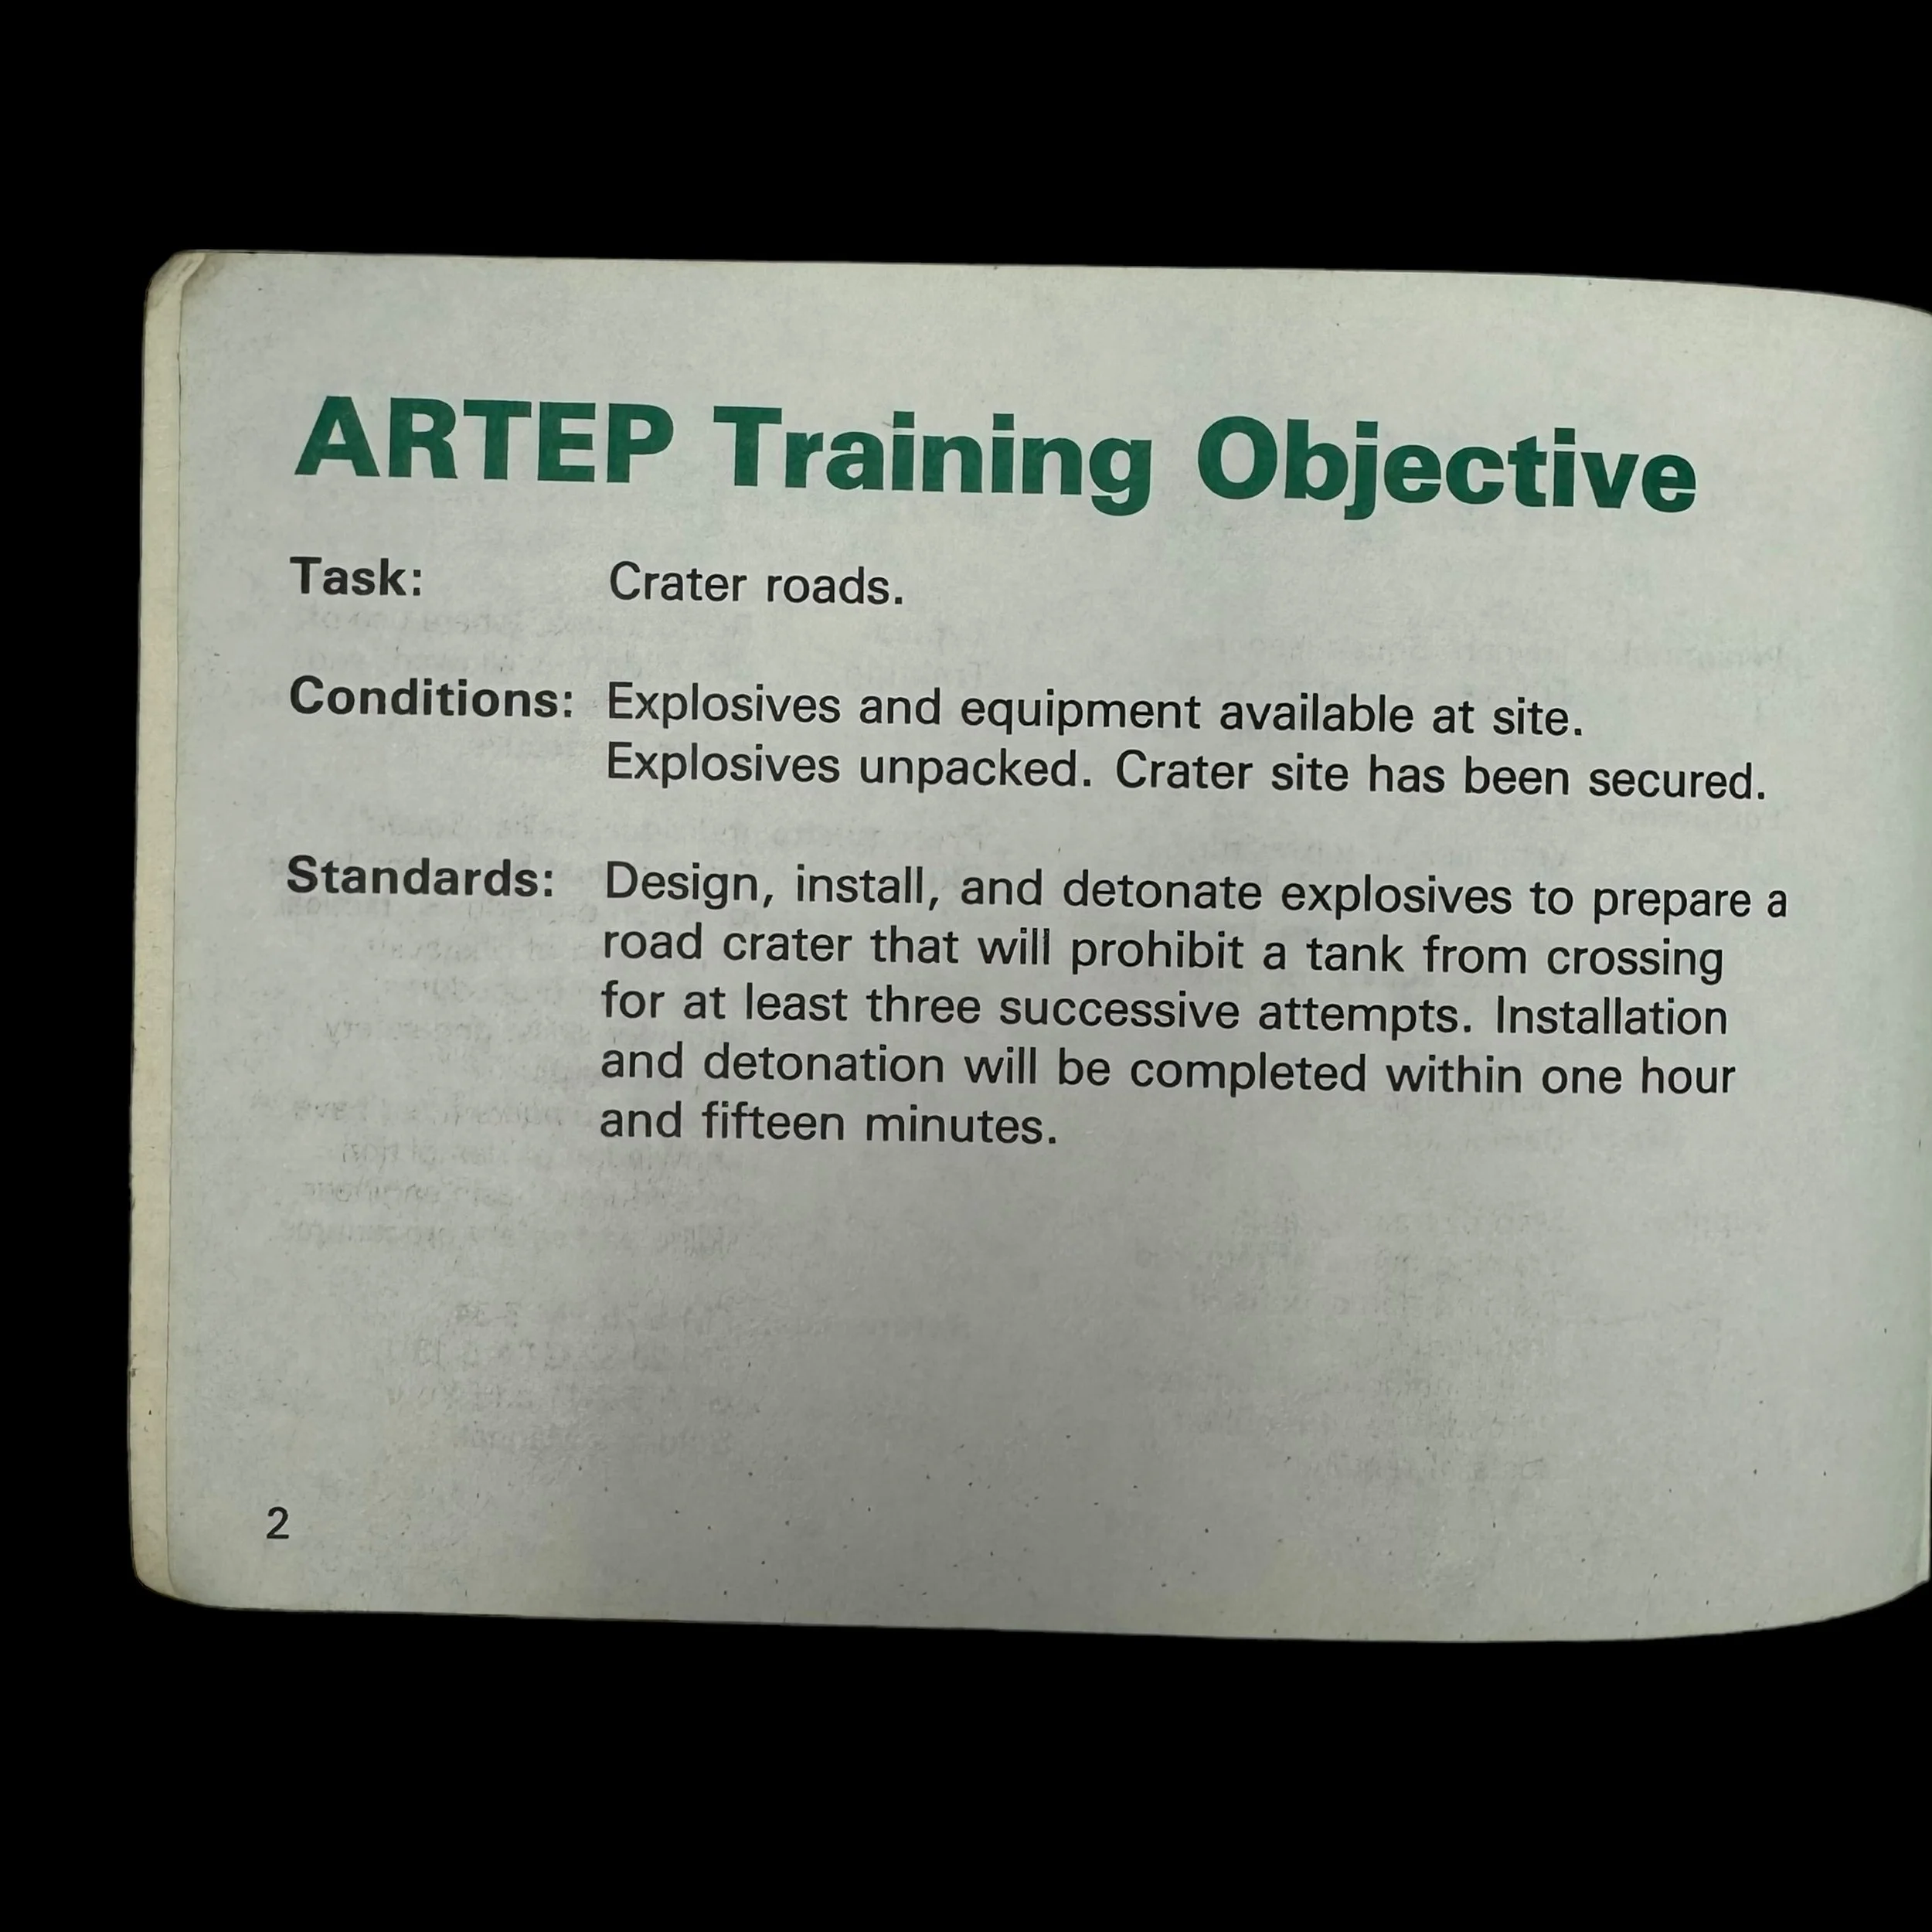 ARTEP Training Objective
Task: Crater roads.
Conditions: Explosives and equipment available at site.
Explosives unpacked. Crater site has been secured.
Standards: Design, install, and detonate explosives to prepare a
road crater that will prohibit a tank from crossing
for at least three successive attempts. Installation
and detonation will be completed within one hour
and fifteen minutes.
2